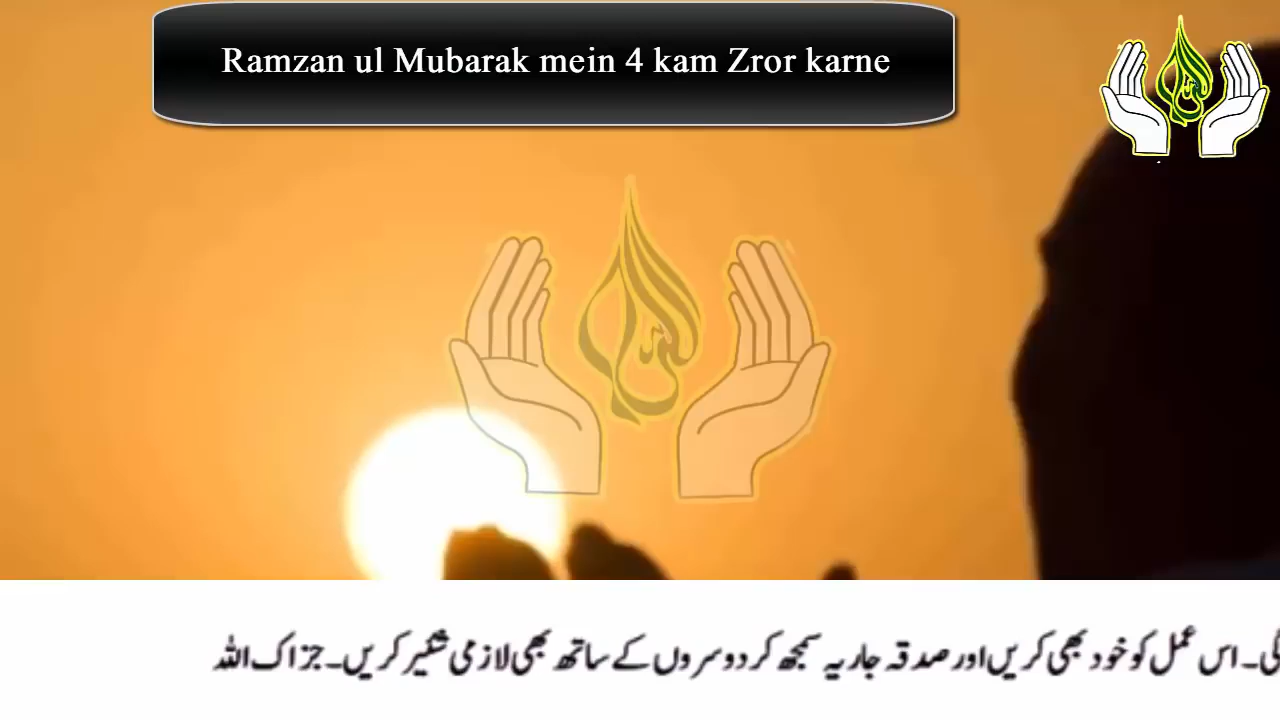 Ramzan ul Mubarak mein 4 kam Zror karne
گی۔ اس عمل کو خود بھی کریں اور صدقہ جاریہ سمجھ کر دوسروں کے ساتھ بھی لازمی شئیر کریں۔ جزاک اللہ